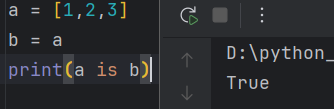 a = [1,2,3]
b = a
print(a is b)
D:\python_
True